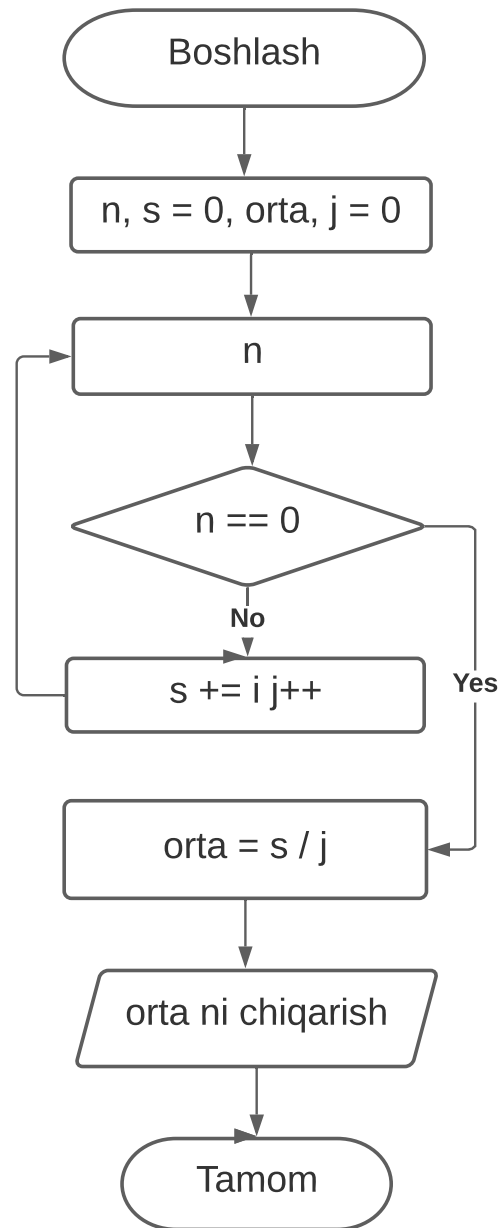 Boshlash
n, s = 0, orta, j = 0
n
n == 0
No
s += i j++
Yes
orta = s / j
orta ni chiqarish
Tamom